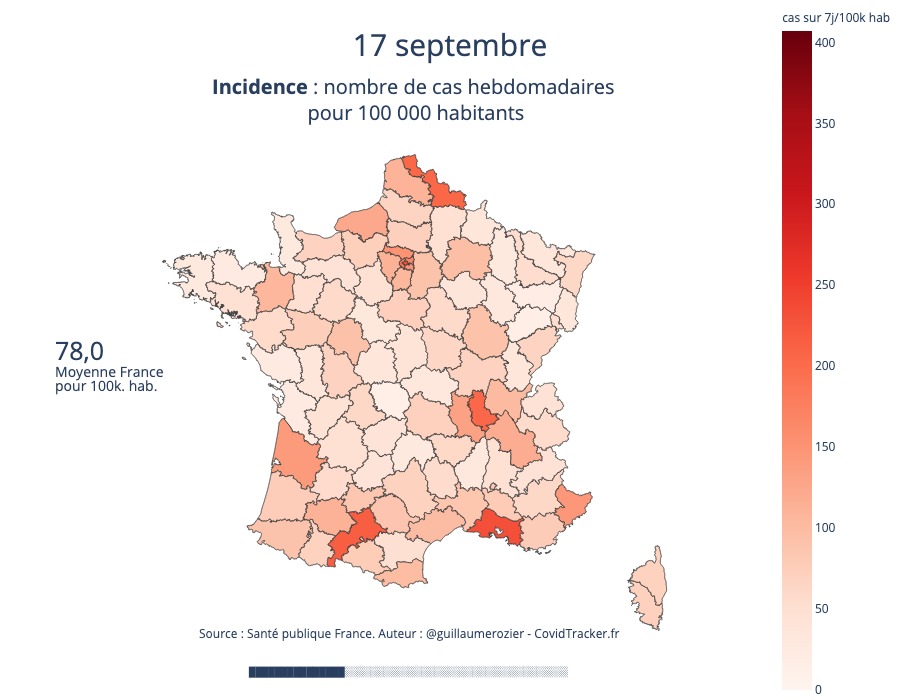 cas sur 7j/100k hab
17 septembre
Incidence : nombre de cas hebdomadaires
pour 100 000 habitants
400
350
300
250
200
150
100
50
0
78,0
Moyenne France
pour 100k. hab.
Source : Santé publique France. Auteur : @guillaumerozier - CovidTracker.fr